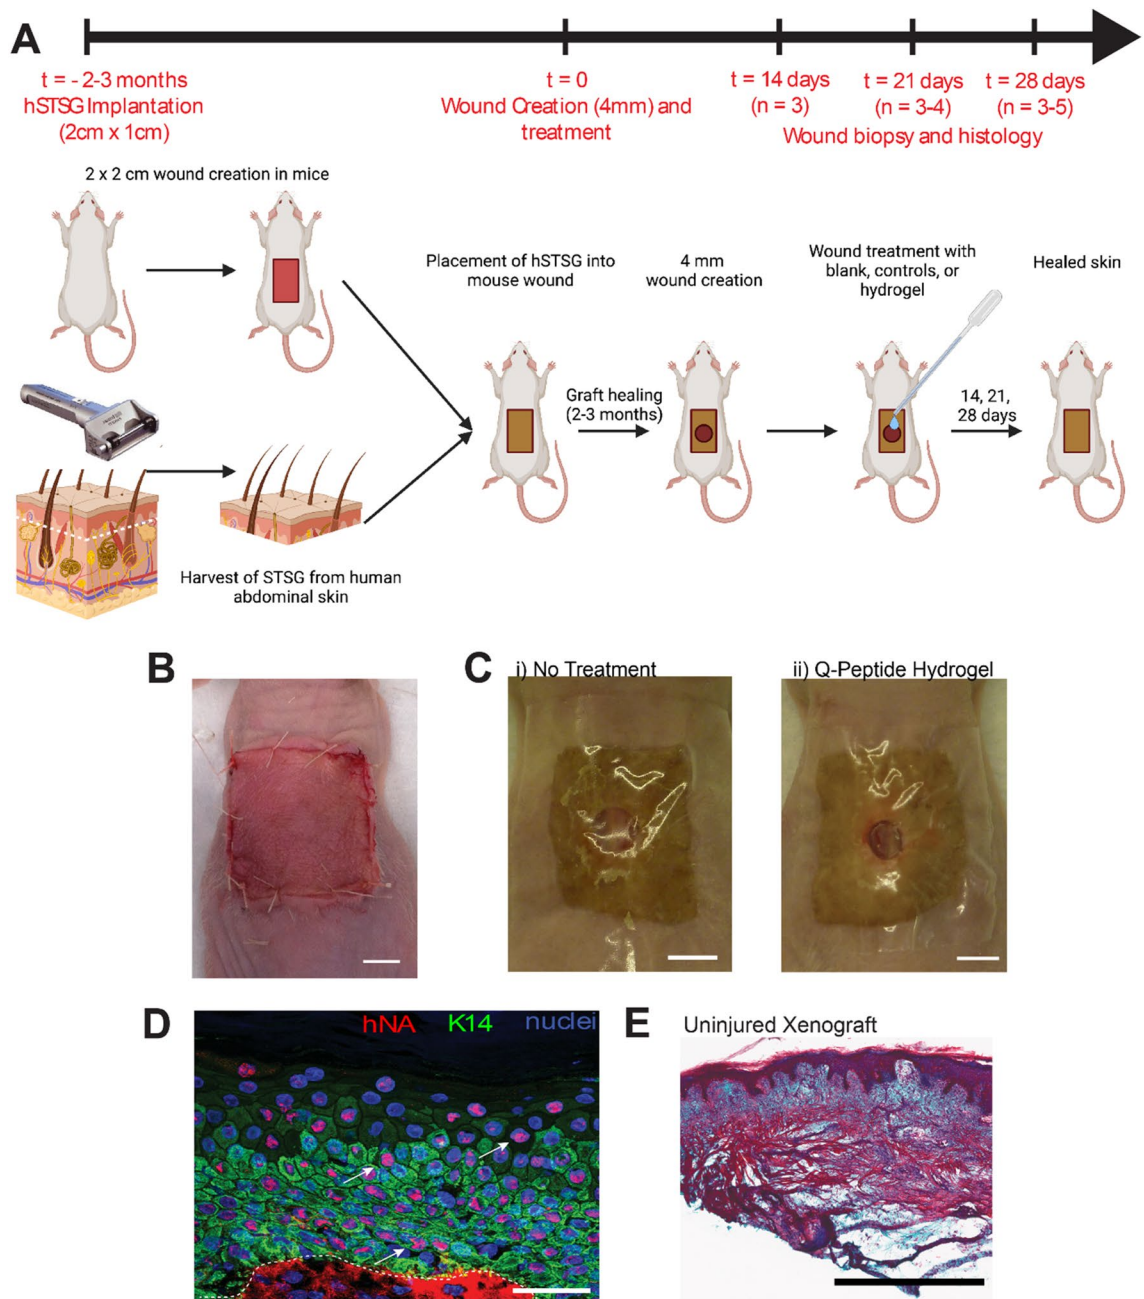 A
t = - 2-3 months
hSTSG Implantation
(2cm x 1cm)
t = 0
Wound Creation (4mm) and
treatment
t = 14 days
(n = 3)
t = 21 days
(n = 3-4)
t = 28 days
(n = 3-5)
Wound biopsy and histology
2 x 2 cm wound creation in mice
Placement of hSTSG into
mouse wound
4 mm
wound creation
Wound treatment with
blank, controls, or
hydrogel
Healed skin
Graft healing
(2-3 months)
14, 21,
28 days
Harvest of STSG from human
abdominal skin
B
C
i) No Treatment
ii) Q-Peptide Hydrogel
D
hNA K14 nuclei
E
Uninjured Xenograft